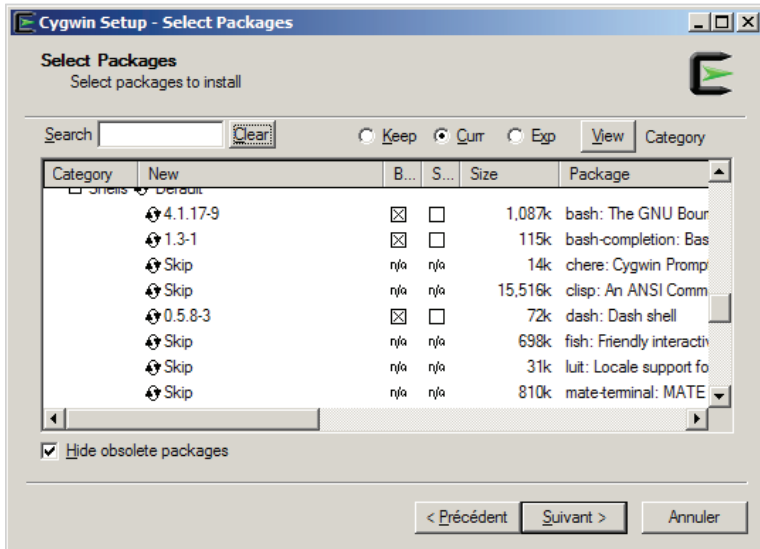 Cygwin Setup - Select Packages
Select Packages
Select packages to install
Search Clear Keep Curr Exp View Category
Category New B... S... Size Package
Shells Default
4.1.17-9 1,087k bash: The GNU Bour
1.3-1 115k bash-completion: Bas
Skip n/a n/a 14k chere: Cygwin Prompt
Skip n/a n/a 15,516k clisp: An ANSI Comm
0.5.8-3 72k dash: Dash shell
Skip n/a n/a 698k fish: Friendly interactiv
Skip n/a n/a 31k luit: Locale support fo
Skip n/a n/a 810k mate-terminal: MATE
Hide obsolete packages
< Précédent Suivant > Annuler